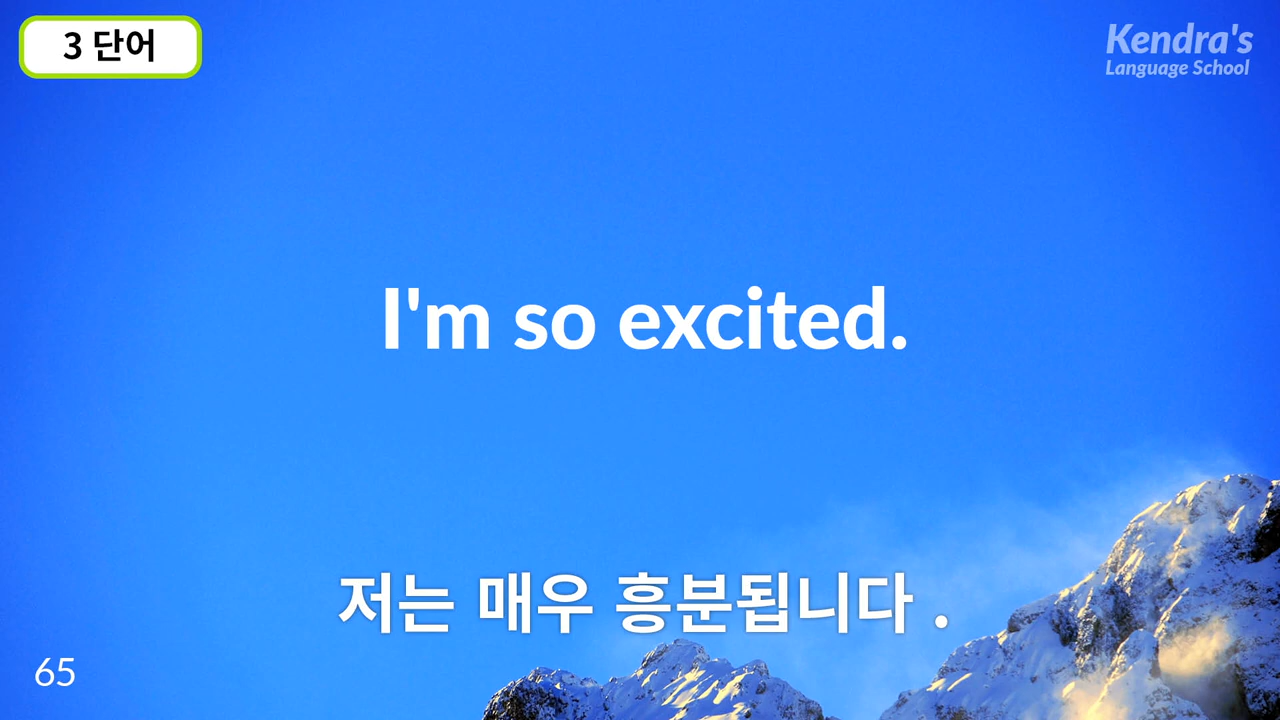 3 단어
Kendra's
Language School
I'm so excited.
저는 매우 흥분됩니다 .
65